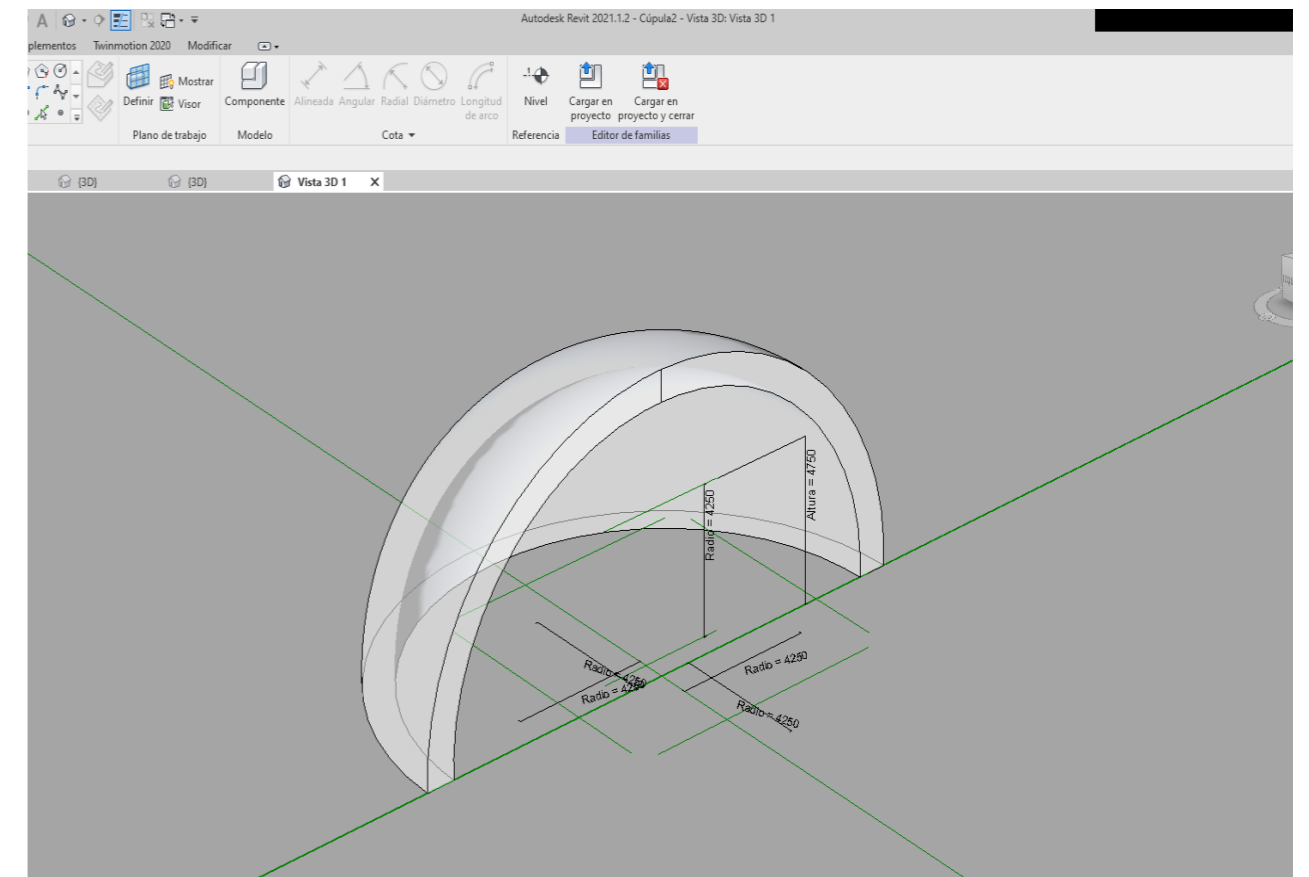 A
Autodesk Revit 2021.1.2 - Cúpula2 - Vista 3D: Vista 3D 1
plementos Twinmotion 2020 Modificar
Definir Mostrar
Visor
Componente
Alineada Angular Radial Diámetro Longitud de arco
Nivel
Cargar en proyecto
Cargar en proyecto y cerrar
Plano de trabajo Modelo Cota Referencia Editor de familias
{3D} {3D} Vista 3D 1 X
Altura = 4750
Radio = 4250
Radio = 4250
Radio = 4250
Radio = 4250
Radio = 4250